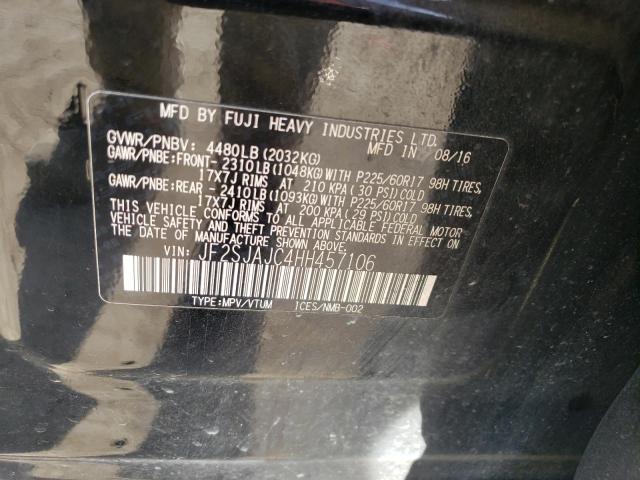 MFD BY FUJI HEAVY INDUSTRIES LTD.
GVWR/PNBV: 4480LB(2032KG) MFD IN 08/16
GAWR/PNBE:FRONT- 2310LB(1048KG)WITH P225/60R17 98H TIRES,
17X7J RIMS AT 210 KPA(30 PSI)COLD
GAWR/PNBE:REAR - 2410LB(1093KG)WITH P225/60R17 98H TIRES,
17X7J RIMS AT 200 KPA(29 PSI)COLD
THIS VEHICLE CONFORMS TO ALL APPLICABLE FEDERAL MOTOR
VEHICLE SAFETY AND THEFT PREVENTION STANDARDS IN EFFECT
ON THE DATE OF MANUFACTURE SHOWN ABOVE.
VIN: JF2SJAJC4HH457106
TYPE:MPV/VTUM ICES/NMB-002